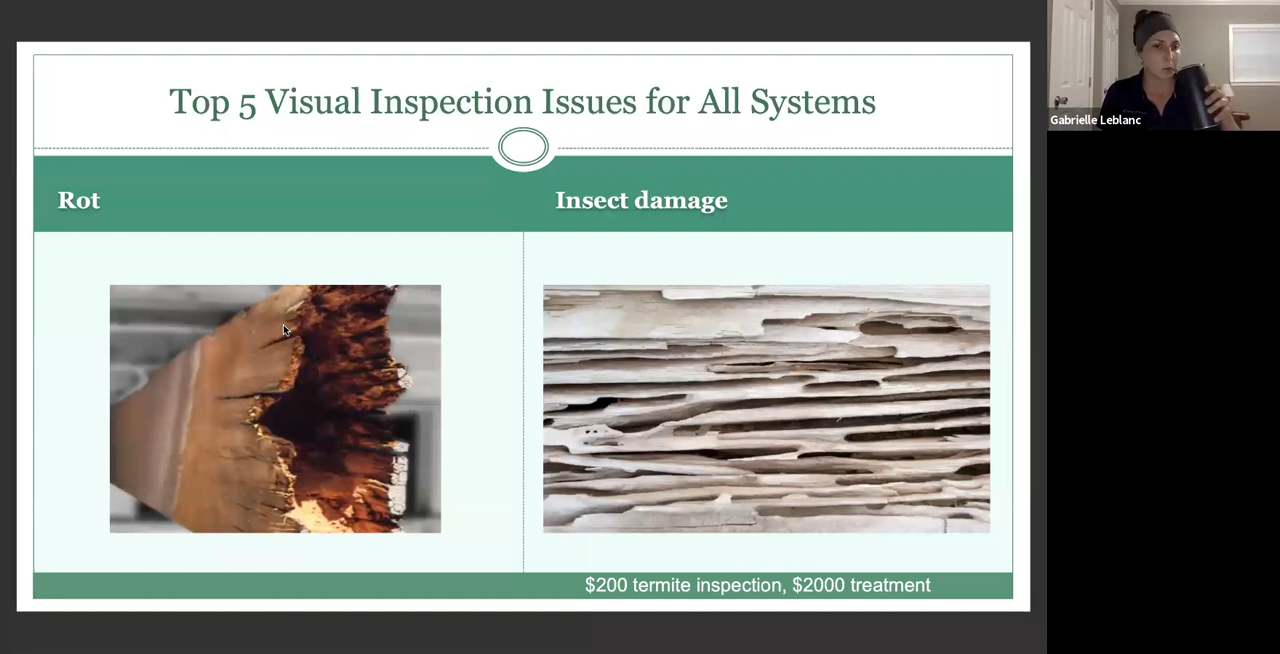 Top 5 Visual Inspection Issues for All Systems
Rot
Insect damage
$200 termite inspection, $2000 treatment
Gabrielle Leblanc